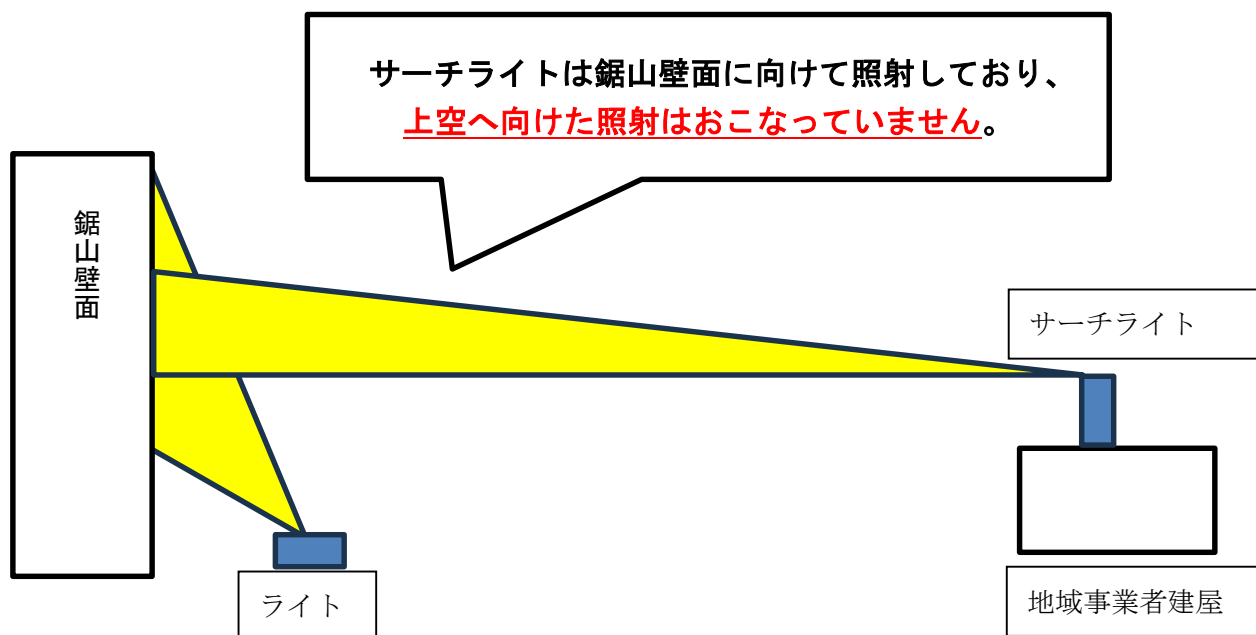 サーチライトは鋸山壁面に向けて照射しており、
上空へ向けた照射はおこなっていません。
鋸山壁面
サーチライト
ライト
地域事業者建屋